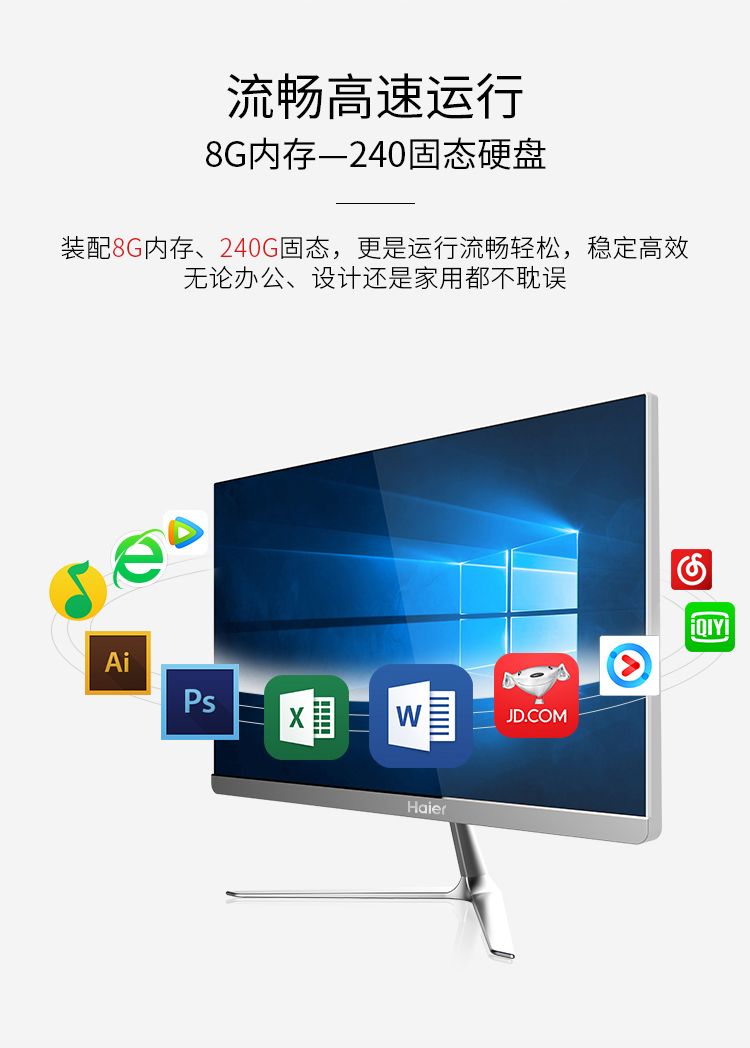 流畅高速运行
8G内存—240固态硬盘
装配8G内存、240G固态，更是运行流畅轻松，稳定高效
无论办公、设计还是家用都不耽误
Ai
Ps
X
W
JD.COM
iQIYI
Haier